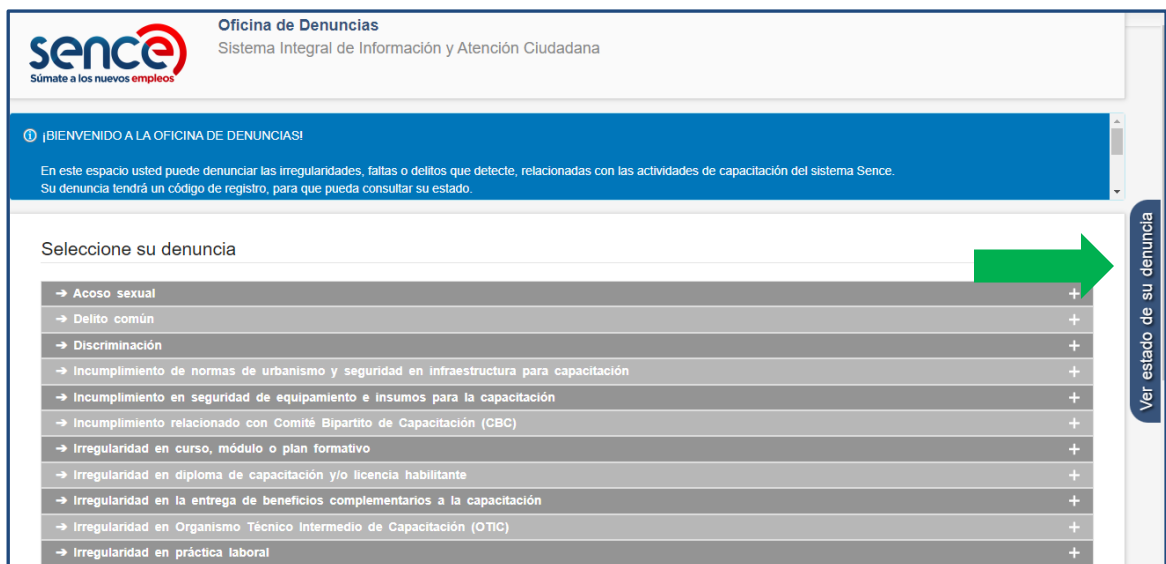 Oficina de Denuncias
Sistema Integral de Información y Atención Ciudadana
sence
Súmate a los nuevos empleos
¡BIENVENIDO A LA OFICINA DE DENUNCIAS!
En este espacio usted puede denunciar las irregularidades, faltas o delitos que detecte, relacionadas con las actividades de capacitación del sistema Sence.
Su denuncia tendrá un código de registro, para que pueda consultar su estado.
Seleccione su denuncia
➔ Acoso sexual +
➔ Delito común +
➔ Discriminación +
➔ Incumplimiento de normas de urbanismo y seguridad en infraestructura para capacitación +
➔ Incumplimiento en seguridad de equipamiento e insumos para la capacitación +
➔ Incumplimiento relacionado con Comité Bipartito de Capacitación (CBC) +
➔ Irregularidad en curso, módulo o plan formativo +
➔ Irregularidad en diploma de capacitación y/o licencia habilitante +
➔ Irregularidad en la entrega de beneficios complementarios a la capacitación +
➔ Irregularidad en Organismo Técnico Intermedio de Capacitación (OTIC) +
➔ Irregularidad en práctica laboral +
Ver estado de su denuncia